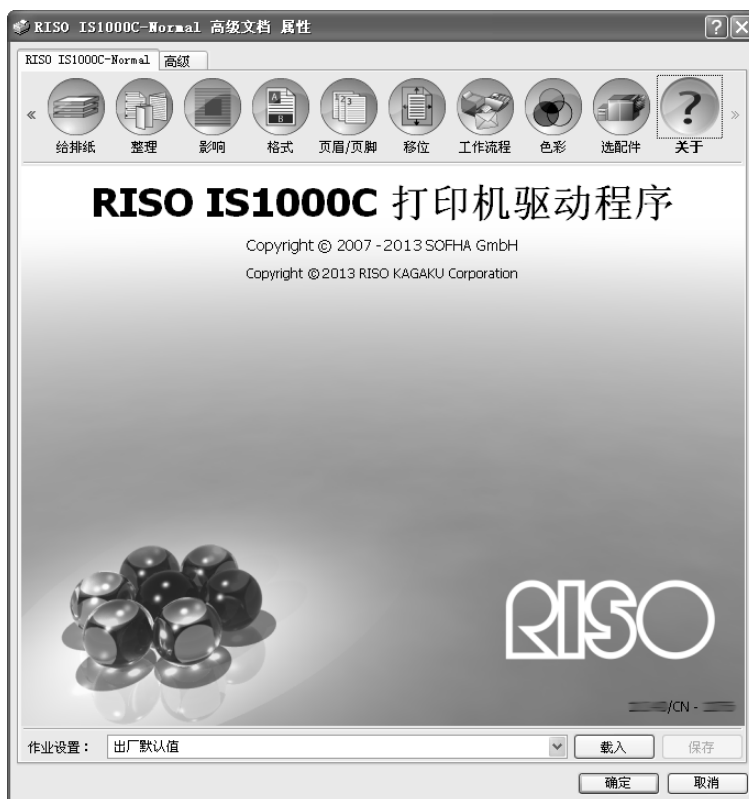 RISO IS1000C-Normal 高级文档 属性
RISO IS1000C-Normal 高级
« 给排纸 整理 影响 格式 页眉/页脚 移位 工作流程 色彩 选配件 关于 »
A
B
123
?
RISO IS1000C 打印机驱动程序
Copyright © 2007 - 2013 SOFHA GmbH
Copyright © 2013 RISO KAGAKU Corporation
RISO
/CN -
作业设置： 出厂默认值 载入 保存
确定 取消